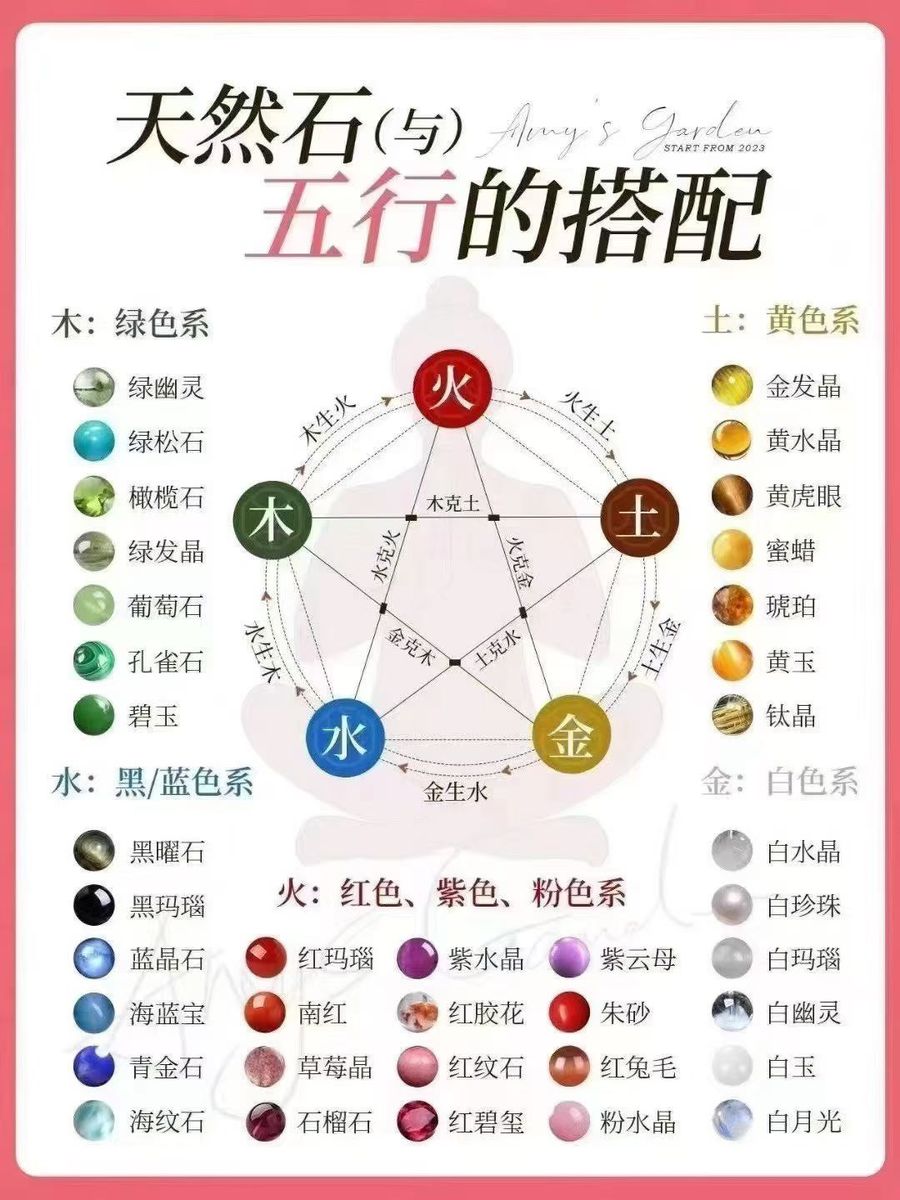 天然石(与)
Amy's Garden
START FROM 2023
五行的搭配
木：绿色系
绿幽灵
绿松石
橄榄石
绿发晶
葡萄石
孔雀石
碧玉
土：黄色系
金发晶
黄水晶
黄虎眼
蜜蜡
琥珀
黄玉
钛晶
火
木生火
火生土
木
木克土
土
水克火
火克金
水生木
金克木
土克水
土生金
水
金
金生水
水：黑/蓝色系
黑曜石
黑玛瑙
蓝晶石
海蓝宝
青金石
海纹石
火：红色、紫色、粉色系
红玛瑙
紫水晶
紫云母
南红
红胶花
朱砂
草莓晶
红纹石
红兔毛
石榴石
红碧玺
粉水晶
金：白色系
白水晶
白珍珠
白玛瑙
白幽灵
白玉
白月光